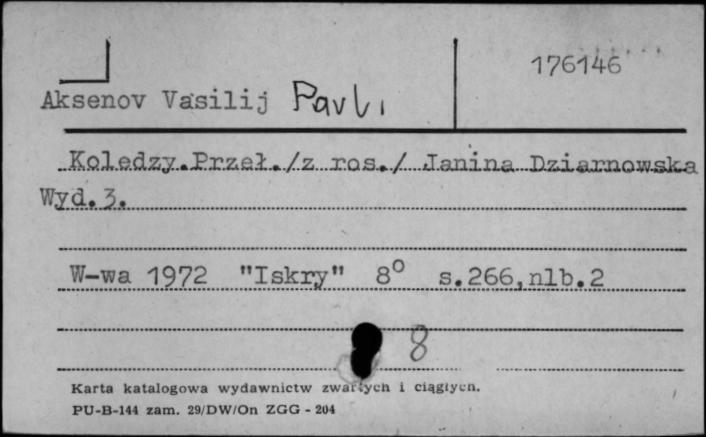 176146
Aksenov Vasilij Pavl.
Koledzy.Przeł./z ros./ Janina Dziarnowska
Wyd.3.
W-wa 1972 "Iskry" 8° s.266,nlb.2
8
Karta katalogowa wydawnictw zwartych i ciągłych.
PU-B-144 zam. 29/DW/On ZGG - 204